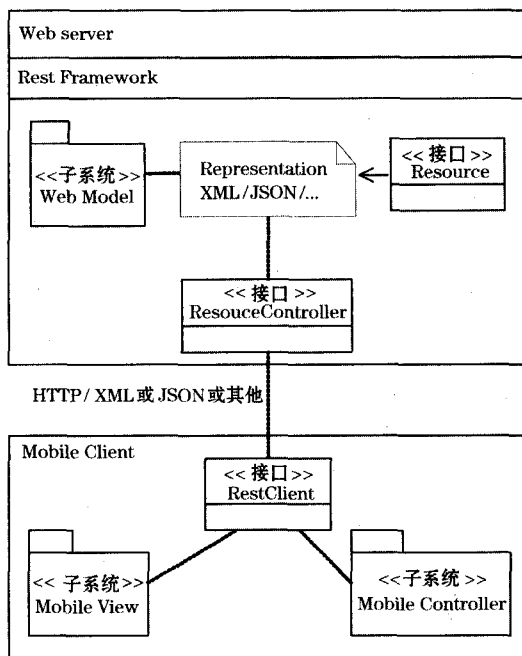 Web server
Rest Framework
<<子系统>>
Web Model
Representation
XML/JSON/...
<< 接口 >>
Resource
<< 接口 >>
ResouceController
HTTP/ XML或JSON或其他
Mobile Client
<< 接口 >>
RestClient
<< 子系统>>
Mobile View
<< 子系统 >>
Mobile Controller